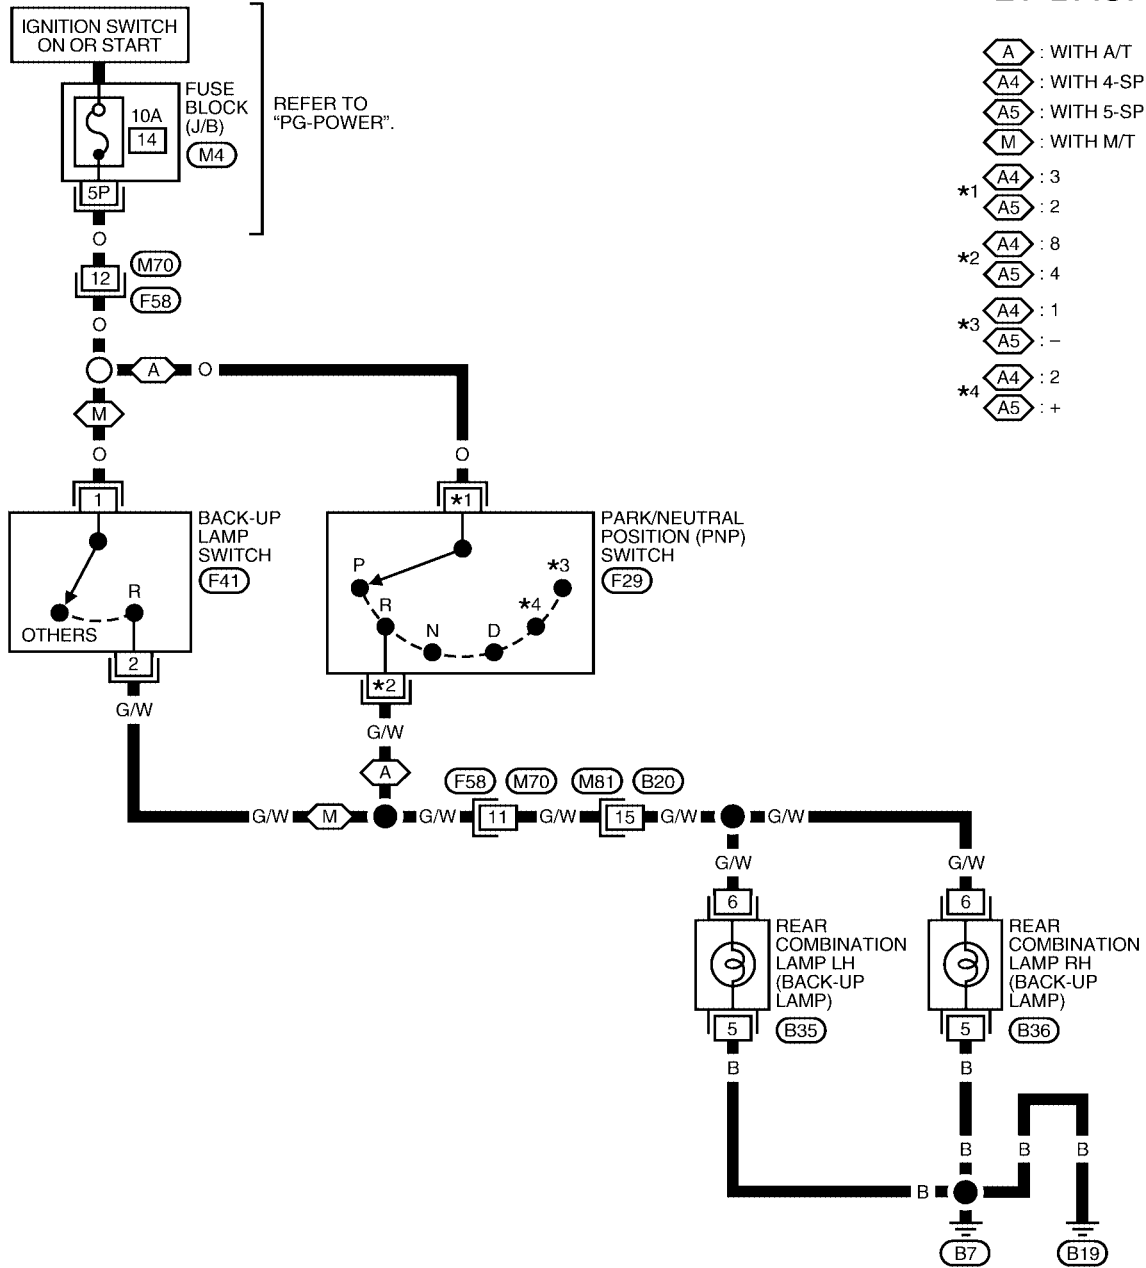 IGNITION SWITCH
ON OR START
FUSE
BLOCK
(J/B)
M4
10A
14
REFER TO
"PG-POWER".
5P
O
12
M70
F58
O
A
O
M
O
O
A : WITH A/T
A4 : WITH 4-SP
A5 : WITH 5-SP
M : WITH M/T
*1
A4 : 3
A5 : 2
*2
A4 : 8
A5 : 4
*3
A4 : 1
A5 : –
*4
A4 : 2
A5 : +
1
BACK-UP
LAMP
SWITCH
F41
OTHERS
R
2
G/W
*1
PARK/NEUTRAL
POSITION (PNP)
SWITCH
F29
P
R
N
D
*4
*3
*2
G/W
A
G/W
M
G/W
F58
11
M70
G/W
M81
15
B20
G/W
G/W
G/W
G/W
6
REAR
COMBINATION
LAMP LH
(BACK-UP
LAMP)
B35
5
B
6
REAR
COMBINATION
LAMP RH
(BACK-UP
LAMP)
B36
5
B
B
B
B
B
B7
B19